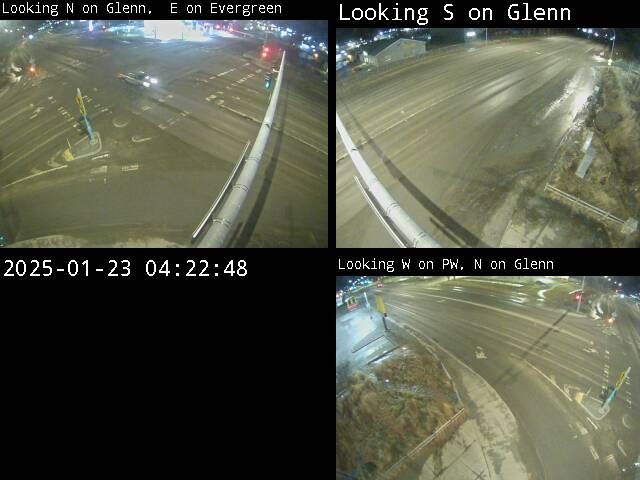 Looking N on Glenn, E on Evergreen
Looking S on Glenn
2025-01-23 04:22:48
Looking W on PW, N on Glenn